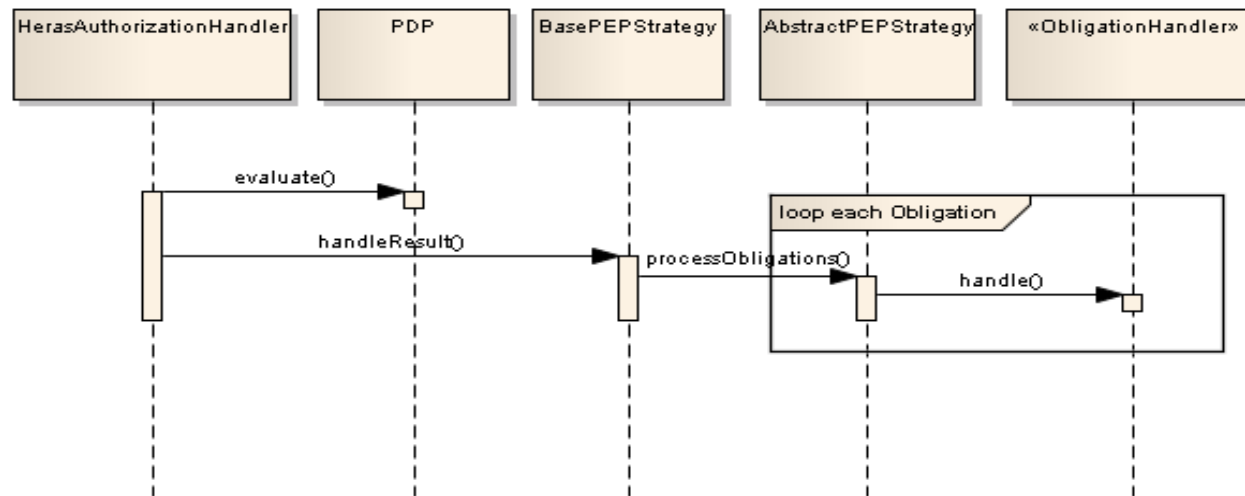 HerasAuthorizationHandler
PDP
BasePEPStrategy
AbstractPEPStrategy
«ObligationHandler»
evaluate()
loop each Obligation
handleResult()
processObligations()
handle()